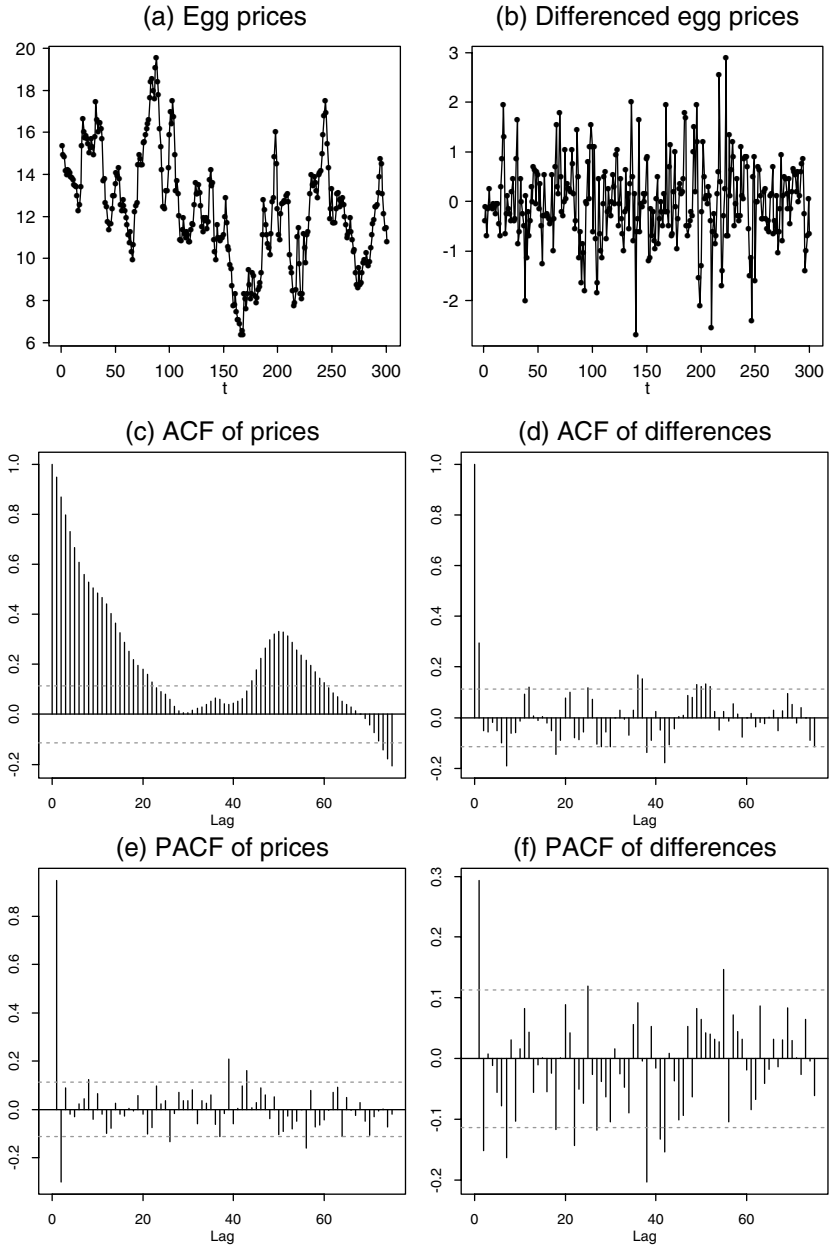 (a) Egg prices
20
18
16
14
12
10
8
6
0 50 100 150 200 250 300
t
(b) Differenced egg prices
3
2
1
0
-1
-2
0 50 100 150 200 250 300
t
(c) ACF of prices
1.0
0.8
0.6
0.4
0.2
0.0
-0.2
0 20 40 60
Lag
(d) ACF of differences
1.0
0.8
0.6
0.4
0.2
0.0
-0.2
0 20 40 60
Lag
(e) PACF of prices
0.8
0.6
0.4
0.2
0.0
-0.2
0 20 40 60
Lag
(f) PACF of differences
0.3
0.2
0.1
0.0
-0.1
-0.2
0 20 40 60
Lag